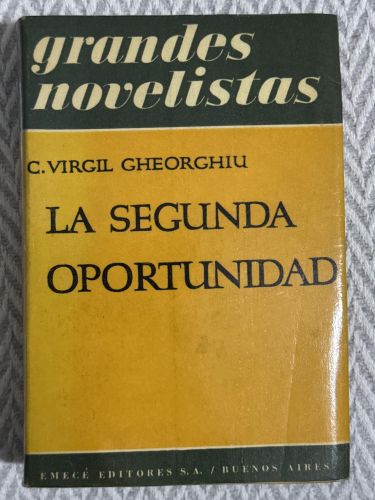 grandes
novelistas
C. VIRGIL GHEORGHIU
LA SEGUNDA
OPORTUNIDAD
EMECÉ EDITORES S.A. / BUENOS AIRES